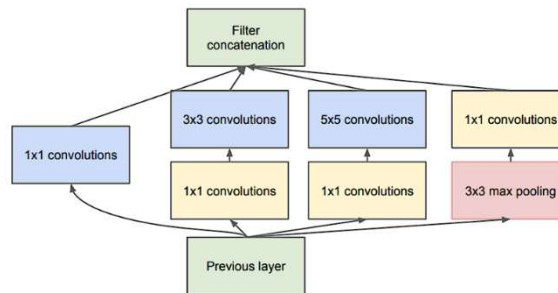 Filter
concatenation
3x3 convolutions
5x5 convolutions
1x1 convolutions
1x1 convolutions
1x1 convolutions
1x1 convolutions
3x3 max pooling
Previous layer